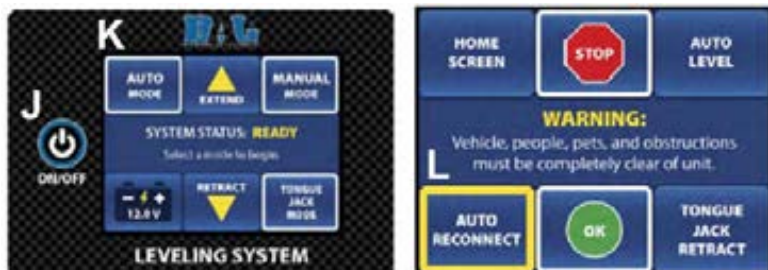 K
BiG
AUTO
MODE
EXTEND
MANUAL
MODE
J
ON/OFF
SYSTEM STATUS: READY
Select a mode to begin.
12.0 V
RETRACT
TONGUE
JACK
MODE
LEVELING SYSTEM
HOME
SCREEN
STOP
AUTO
LEVEL
WARNING:
Vehicle, people, pets, and obstructions
must be completely clear of unit.
L
AUTO
RECONNECT
OK
TONGUE
JACK
RETRACT